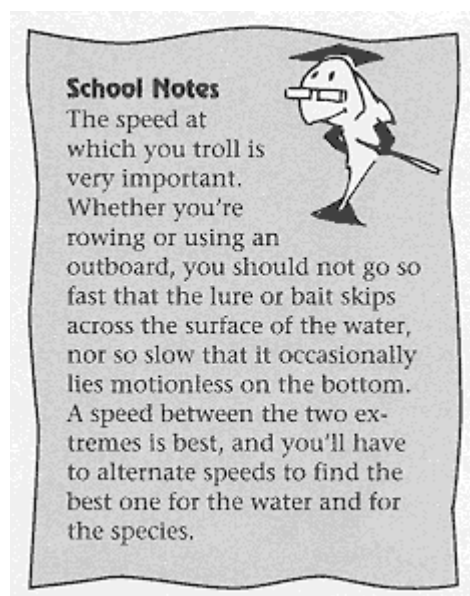 School Notes
The speed at
which you troll is
very important.
Whether you're
rowing or using an
outboard, you should not go so
fast that the lure or bait skips
across the surface of the water,
nor so slow that it occasionally
lies motionless on the bottom.
A speed between the two ex-
tremes is best, and you'll have
to alternate speeds to find the
best one for the water and for
the species.